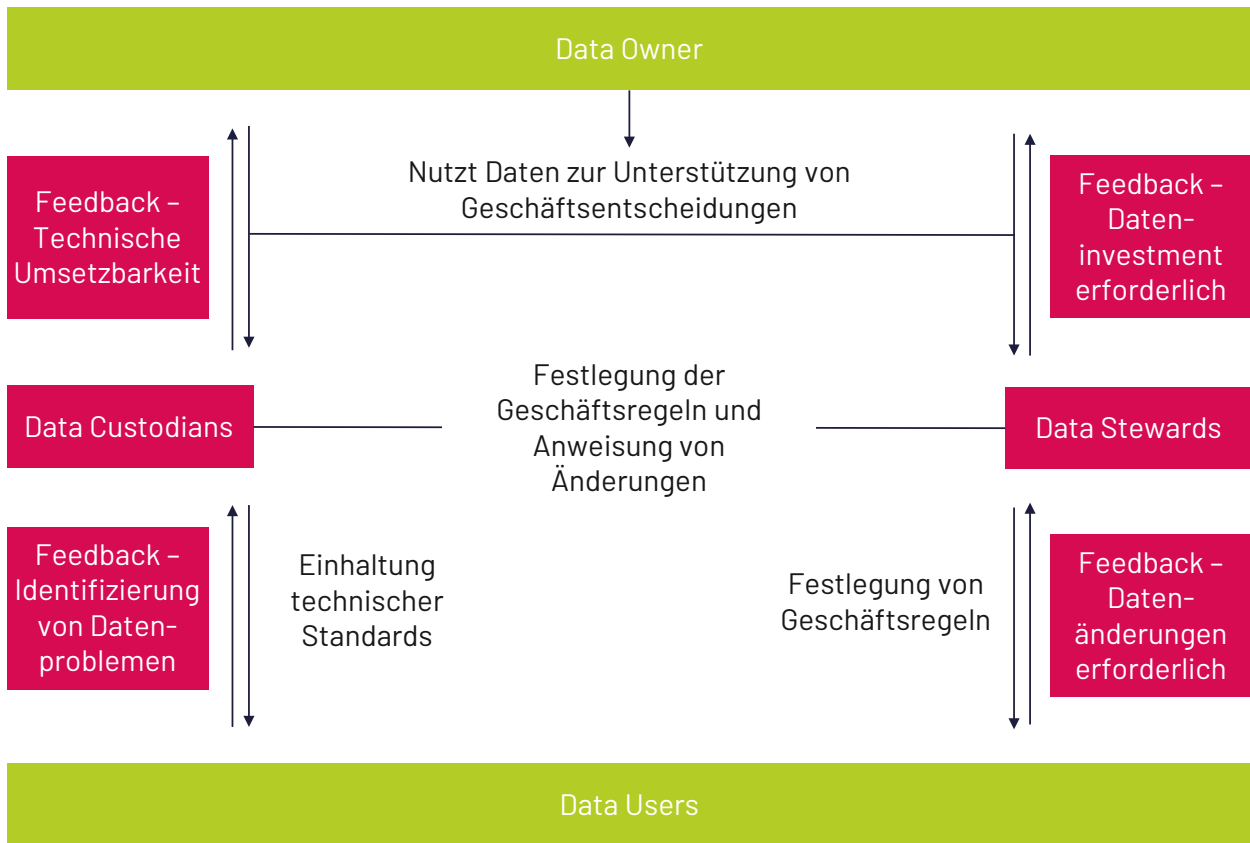 Data Owner
Nutzt Daten zur Unterstützung von
Geschäftsentscheidungen
Feedback –
Technische
Umsetzbarkeit
Feedback –
Daten-
investment
erforderlich
Data Custodians
Festlegung der
Geschäftsregeln und
Anweisung von
Änderungen
Data Stewards
Feedback –
Identifizierung
von Daten-
problemen
Einhaltung
technischer
Standards
Festlegung von
Geschäftsregeln
Feedback –
Daten-
änderungen
erforderlich
Data Users